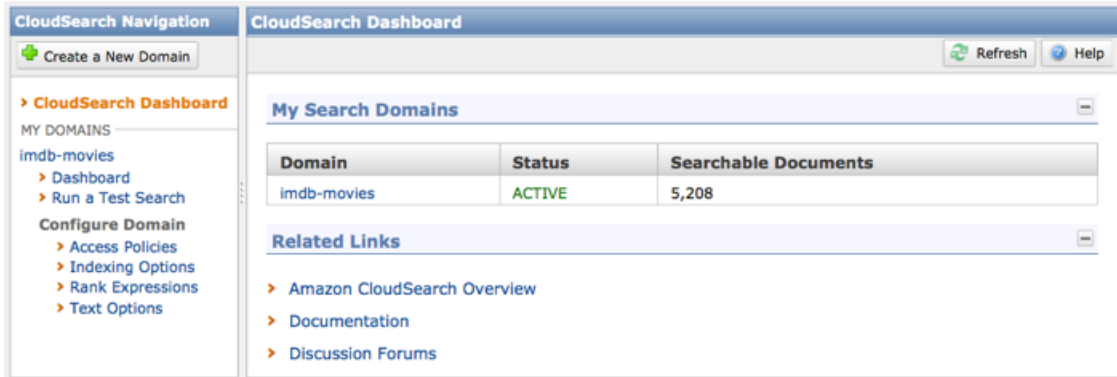 CloudSearch Navigation
Create a New Domain
CloudSearch Dashboard
MY DOMAINS
imdb-movies
Dashboard
Run a Test Search
Configure Domain
Access Policies
Indexing Options
Rank Expressions
Text Options
CloudSearch Dashboard
Refresh Help
My Search Domains
Domain Status Searchable Documents
imdb-movies ACTIVE 5,208
Related Links
Amazon CloudSearch Overview
Documentation
Discussion Forums